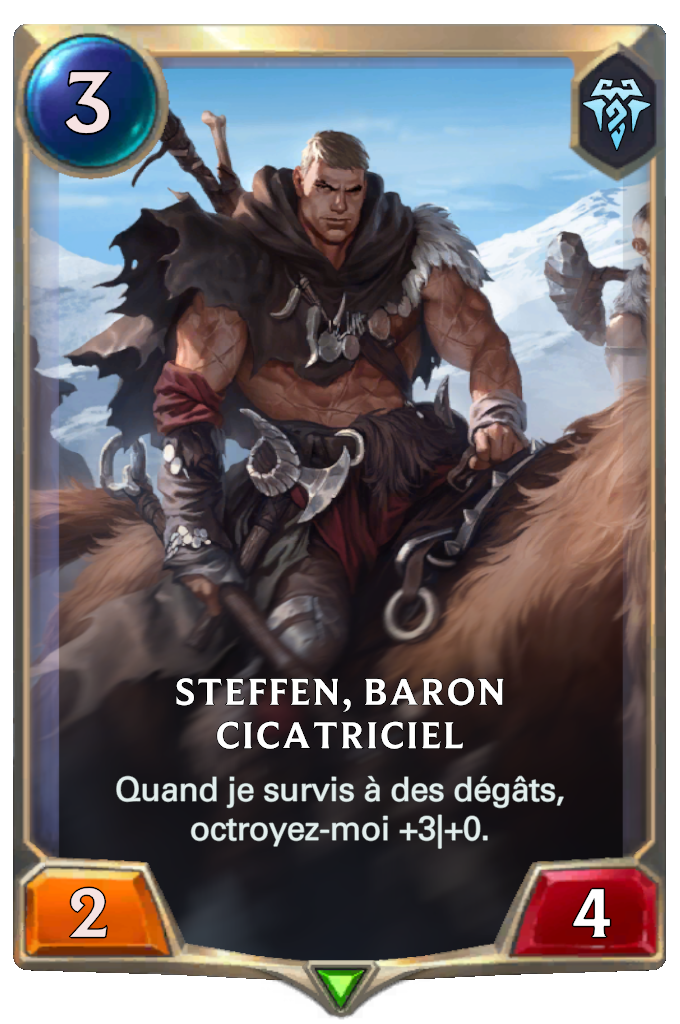 3
STEFFEN, BARON
CICATRICIEL
Quand je survis à des dégâts,
octroyez-moi +3|+0.
2
4